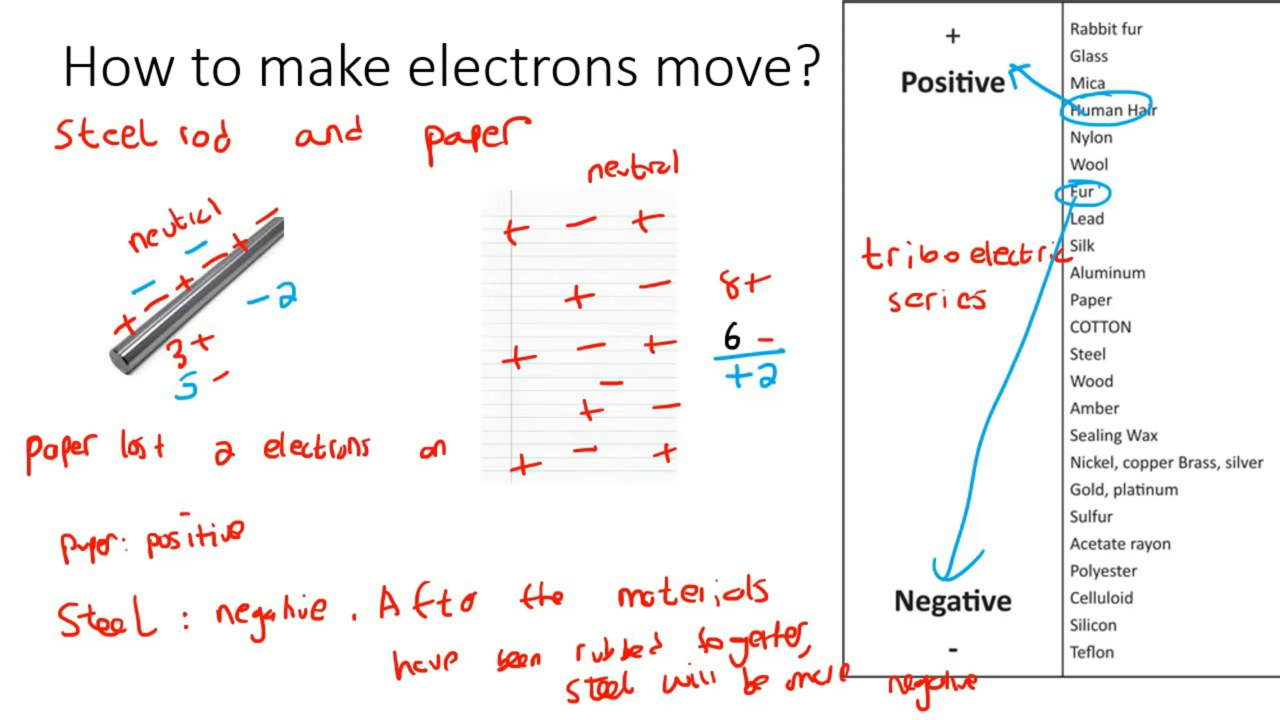 How to make electrons move?
Steel rod and paper
neutral
neutral
+ - + - + -
- - -
- 2
3+
5 -
+ - +
+ -
+ - +
-
+ -
+ - +
8+
6 -
+2
paper lost 2 electrons on
paper: positive
Steel : negative . After the materials
have been rubbed together,
steel will be more negative
+
Positive
triboelectric
series
Negative
-
Rabbit fur
Glass
Mica
Human Hair
Nylon
Wool
Fur
Lead
Silk
Aluminum
Paper
COTTON
Steel
Wood
Amber
Sealing Wax
Nickel, copper Brass, silver
Gold, platinum
Sulfur
Acetate rayon
Polyester
Celluloid
Silicon
Teflon